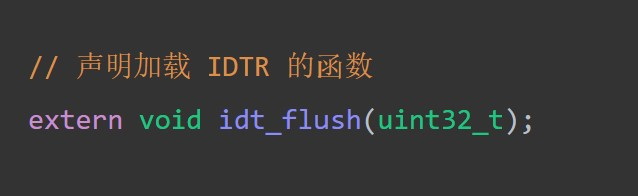 // 声明加载 IDTR 的函数
extern void idt_flush(uint32_t);